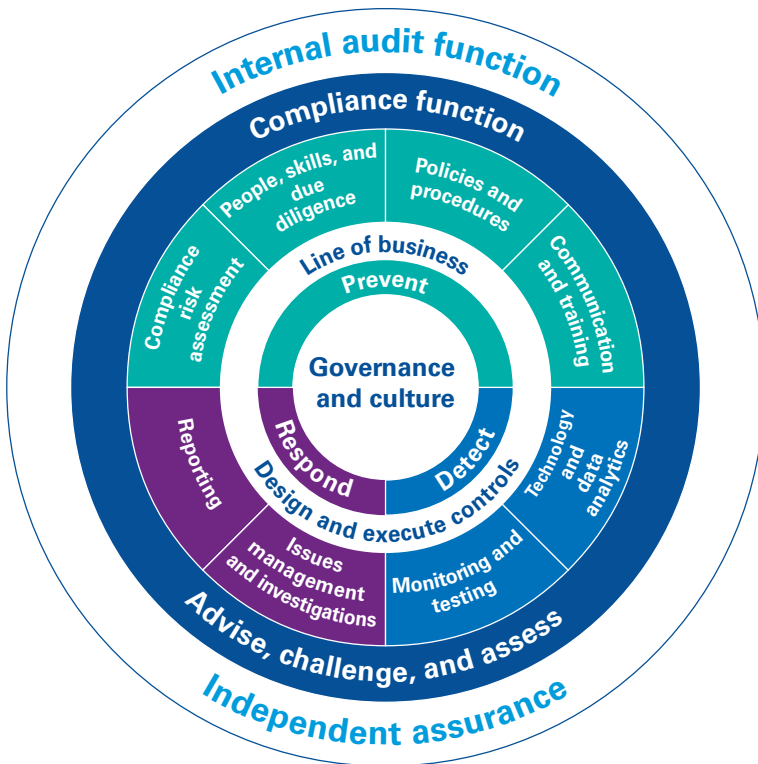 Internal audit function
Compliance function
People, skills, and
due
diligence
Policies and
procedures
Compliance
risk
assessment
Communication
and training
Line of business
Prevent
Governance
and culture
Respond
Detect
Design and execute controls
Reporting
Technology
and
data
analytics
Issues
management
and investigations
Monitoring and
testing
Advise, challenge, and assess
Independent assurance